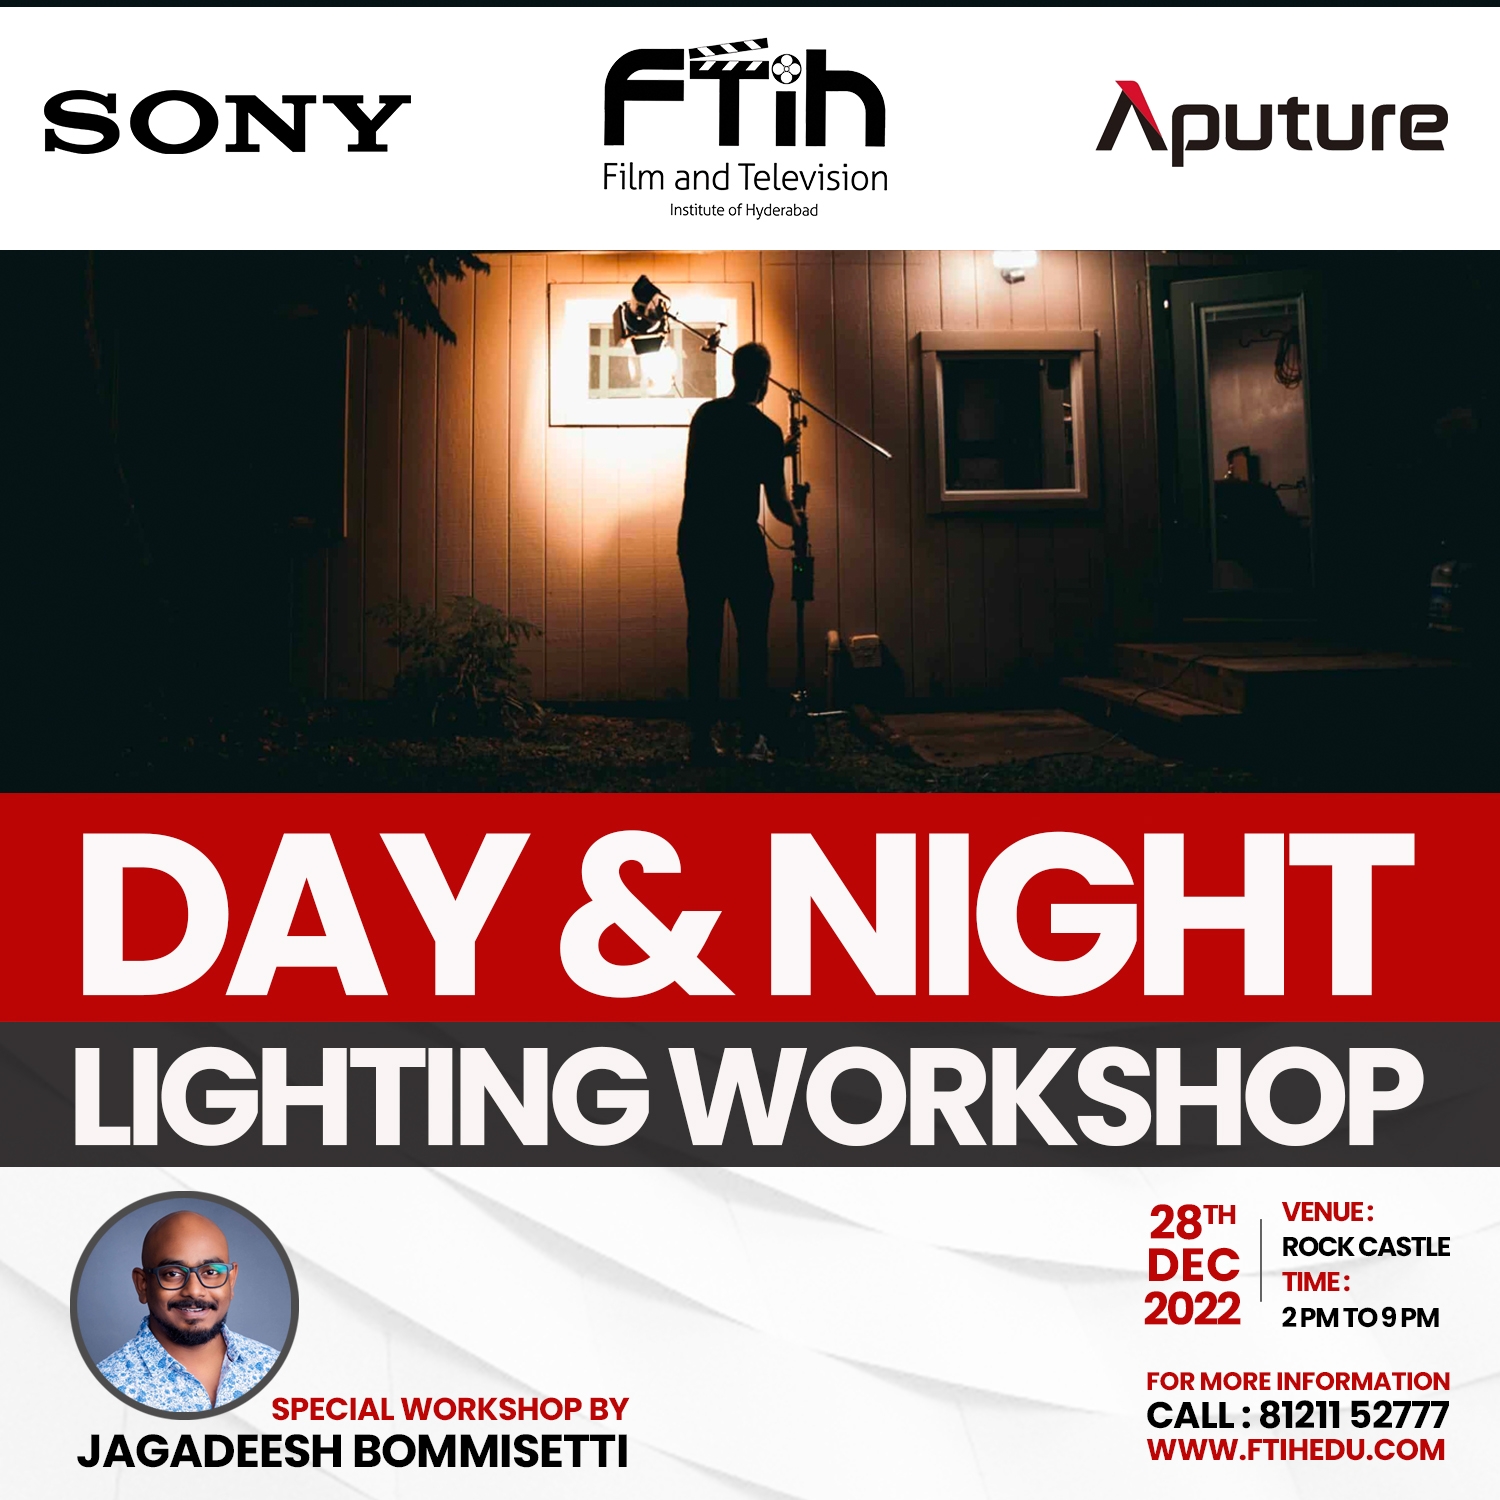 SONY
FTih
Film and Television
Institute of Hyderabad
Aputure
DAY & NIGHT
LIGHTING WORKSHOP
SPECIAL WORKSHOP BY
JAGADEESH BOMMISETTI
28TH
DEC
2022
VENUE :
ROCK CASTLE
TIME :
2 PM TO 9 PM
FOR MORE INFORMATION
CALL : 81211 52777
WWW.FTIHEDU.COM